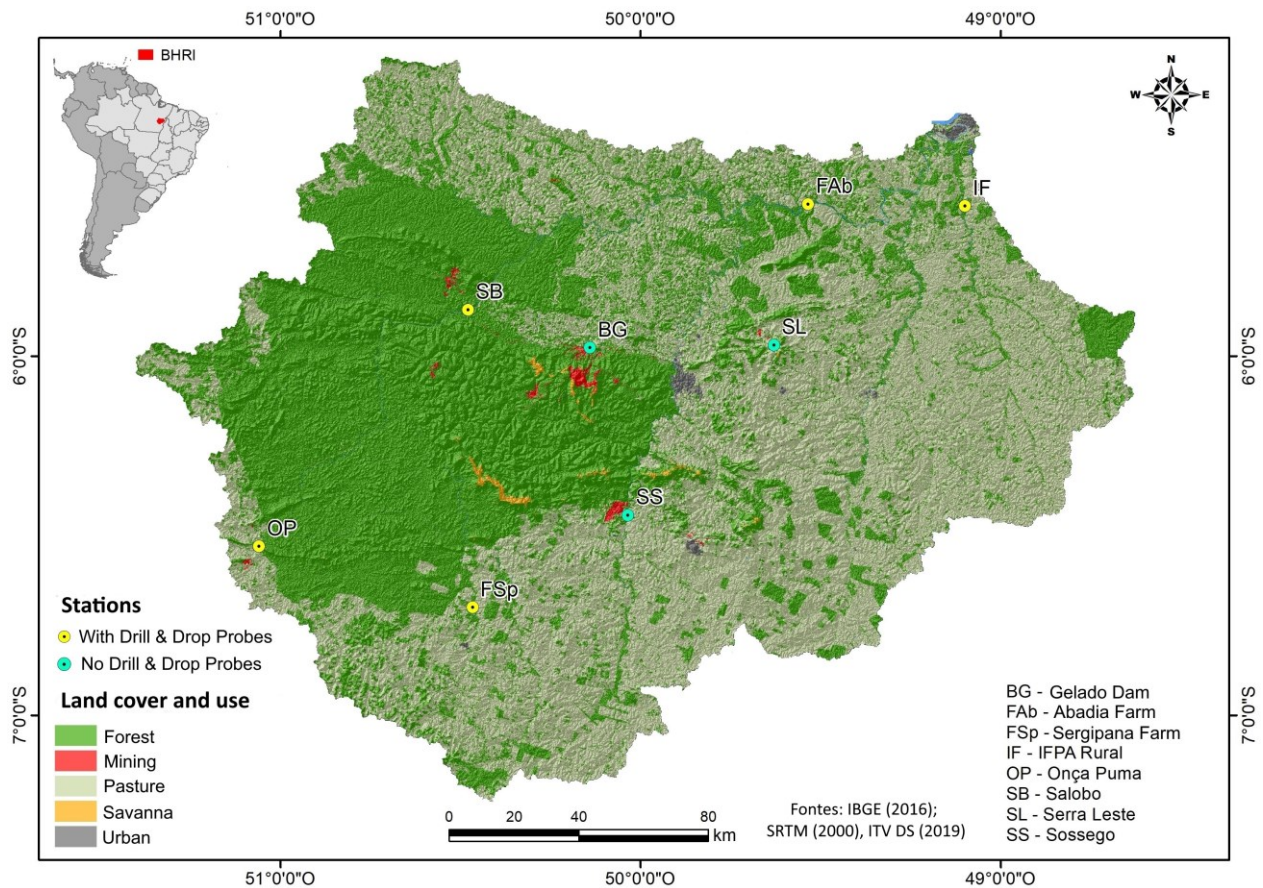 51°0'0"O 50°0'0"O 49°0'0"O
BHRI
N
W E
S
FAb
IF
SB
BG
SL
6°0'0"S
6°0'0"S
SS
OP
FSp
Stations
With Drill & Drop Probes
No Drill & Drop Probes
Land cover and use
Forest
Mining
Pasture
Savanna
Urban
7°0'0"S
7°0'0"S
BG - Gelado Dam
FAb - Abadia Farm
FSp - Sergipana Farm
IF - IFPA Rural
OP - Onça Puma
SB - Salobo
SL - Serra Leste
SS - Sossego
0 20 40 80
km
Fontes: IBGE (2016);
SRTM (2000), ITV DS (2019)
51°0'0"O 50°0'0"O 49°0'0"O